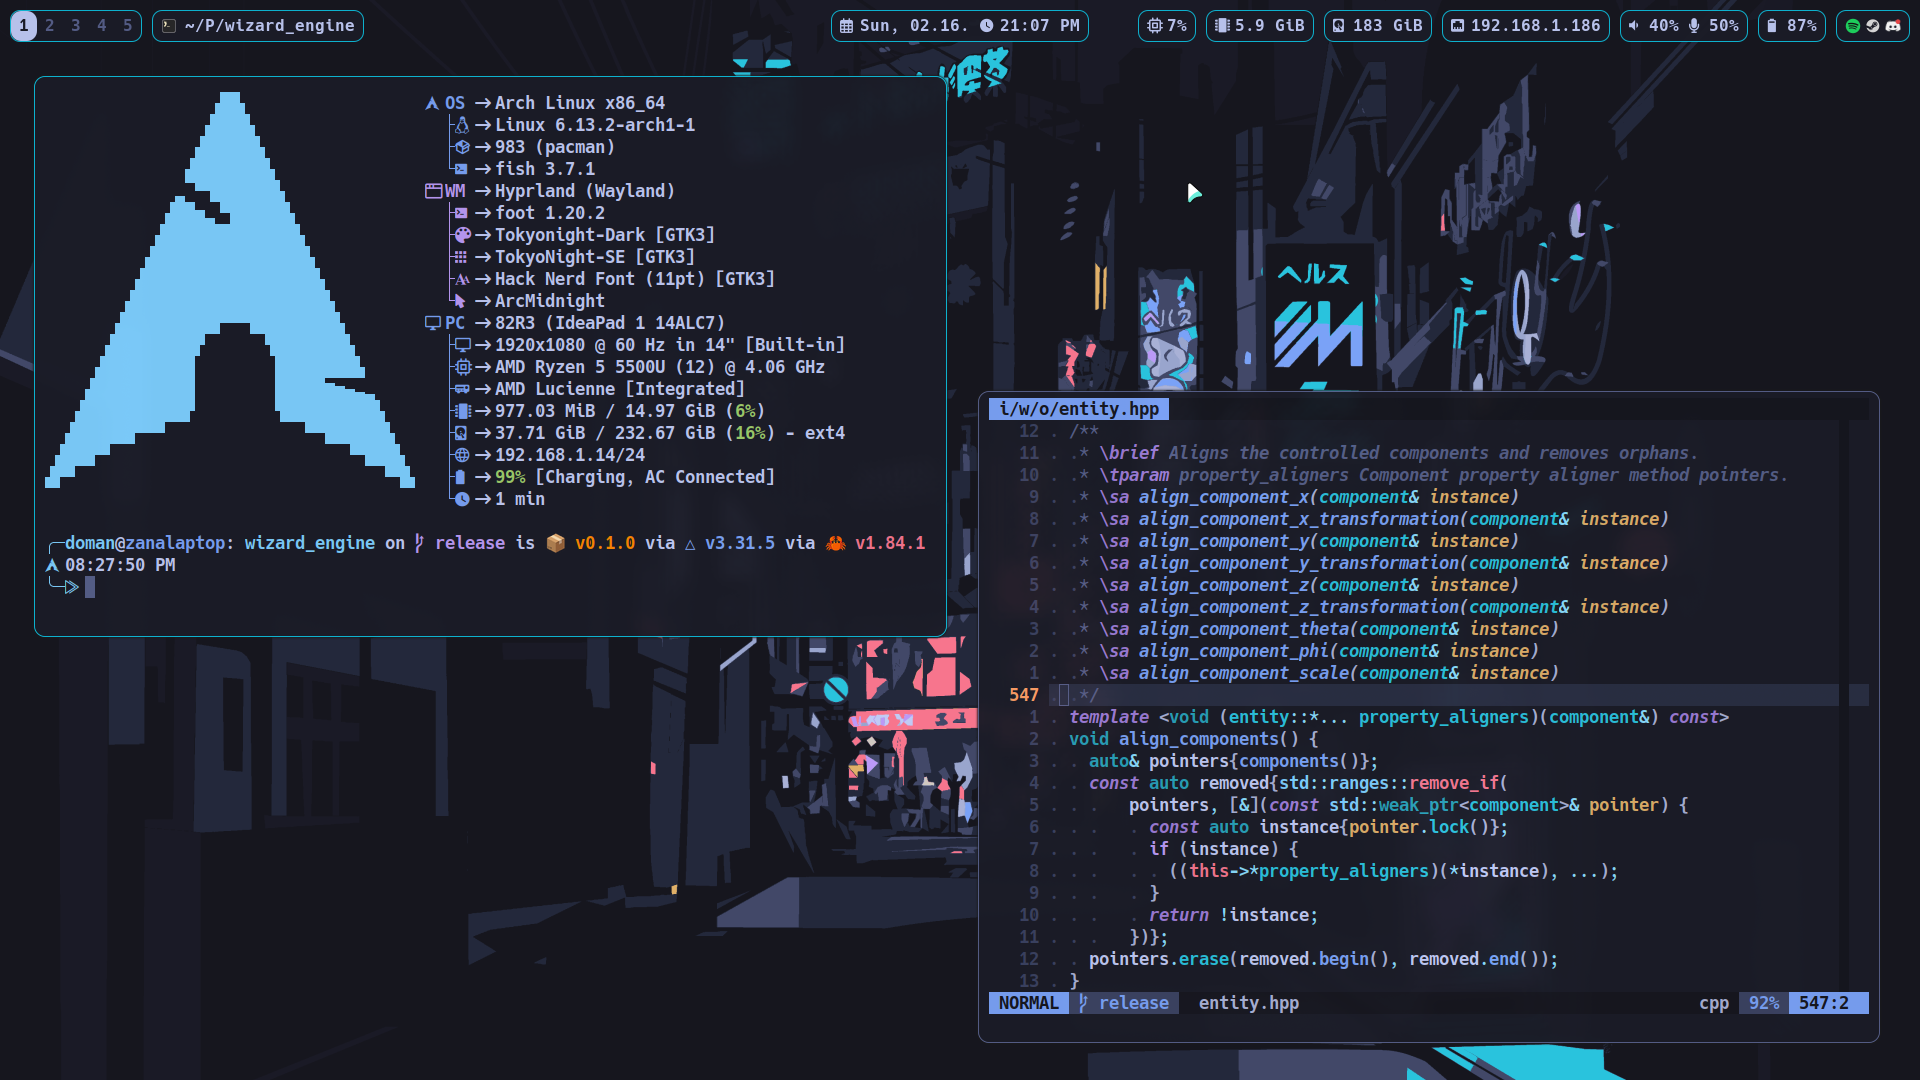 1 2 3 4 5
~/P/wizard_engine
Sun, 02.16. 21:07 PM
7%
5.9 GiB
183 GiB
192.168.1.186
40% 50%
87%
OS Arch Linux x86_64
Linux 6.13.2-arch1-1
983 (pacman)
fish 3.7.1
WM Hyprland (Wayland)
foot 1.20.2
Tokyonight-Dark [GTK3]
TokyoNight-SE [GTK3]
Hack Nerd Font (11pt) [GTK3]
ArcMidnight
PC 82R3 (IdeaPad 1 14ALC7)
1920x1080 @ 60 Hz in 14" [Built-in]
AMD Ryzen 5 5500U (12) @ 4.06 GHz
AMD Lucienne [Integrated]
977.03 MiB / 14.97 GiB (6%)
37.71 GiB / 232.67 GiB (16%) - ext4
192.168.1.14/24
99% [Charging, AC Connected]
1 min
doman@zanalaptop: wizard_engine on release is 📦 v0.1.0 via △ v3.31.5 via 🦀 v1.84.1
08:27:50 PM
ヘルス
i/w/o/entity.hpp
12 /**
11 * \brief Aligns the controlled components and removes orphans.
10 * \tparam property_aligners Component property aligner method pointers.
9 * \sa align_component_x(component& instance)
8 * \sa align_component_x_transformation(component& instance)
7 * \sa align_component_y(component& instance)
6 * \sa align_component_y_transformation(component& instance)
5 * \sa align_component_z(component& instance)
4 * \sa align_component_z_transformation(component& instance)
3 * \sa align_component_theta(component& instance)
2 * \sa align_component_phi(component& instance)
1 * \sa align_component_scale(component& instance)
547 */
1 template <void (entity::*... property_aligners)(component&) const>
2 void align_components() {
3 auto& pointers{components()};
4 const auto removed{std::ranges::remove_if(
5 pointers, [&](const std::weak_ptr<component>& pointer) {
6 const auto instance{pointer.lock()};
7 if (instance) {
8 ((this->*property_aligners)(*instance), ...);
9 }
10 return !instance;
11 })};
12 pointers.erase(removed.begin(), removed.end());
13 }
NORMAL release entity.hpp cpp 92% 547:2